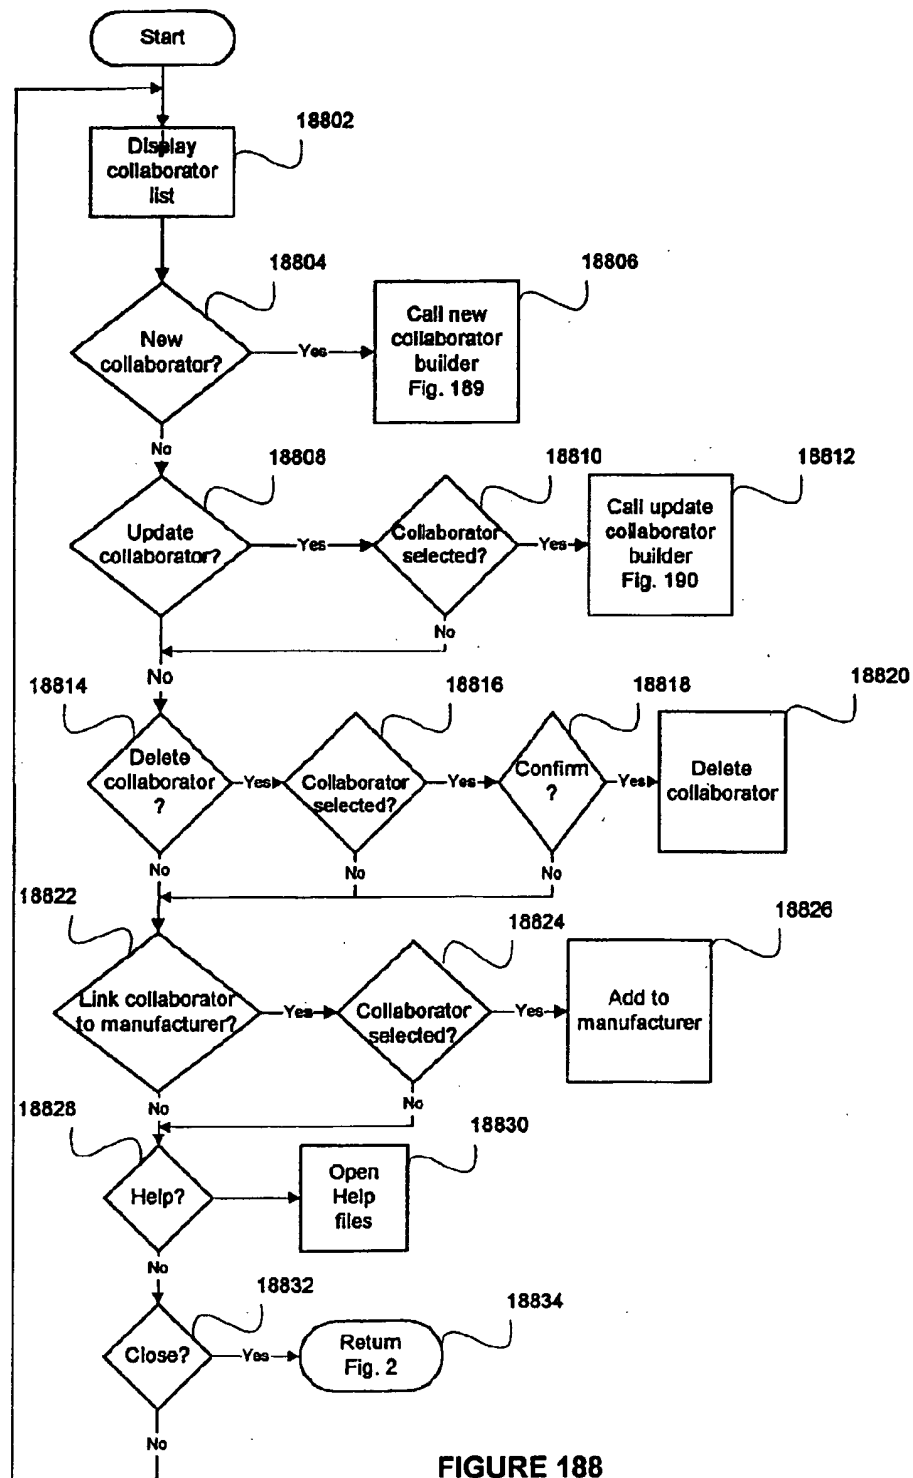 Start
18802
Display
collaborator
list
18804
18806
New
collaborator?
Yes
Call new
collaborator
builder
Fig. 189
No
18808
18810
18812
Update
collaborator?
Yes
Collaborator
selected?
Yes
Call update
collaborator
builder
Fig. 190
No
No
18814
18816
18818
18820
Delete
collaborator
?
Yes
Collaborator
selected?
Yes
Confirm
?
Yes
Delete
collaborator
No
No
No
18822
18824
18826
Link collaborator
to manufacturer?
Yes
Collaborator
selected?
Yes
Add to
manufacturer
No
No
18828
18830
Help?
Open
Help
files
No
18832
18834
Close?
Yes
Return
Fig. 2
No
FIGURE 188